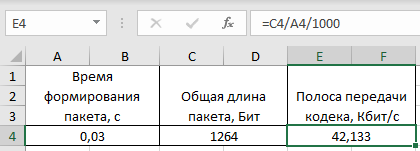 E4 =C4/A4/1000
A B C D E F
1 Время
2 формирования Общая длина Полоса передачи
3 пакета, с пакета, Бит кодека, Кбит/с
4 0,03 1264 42,133